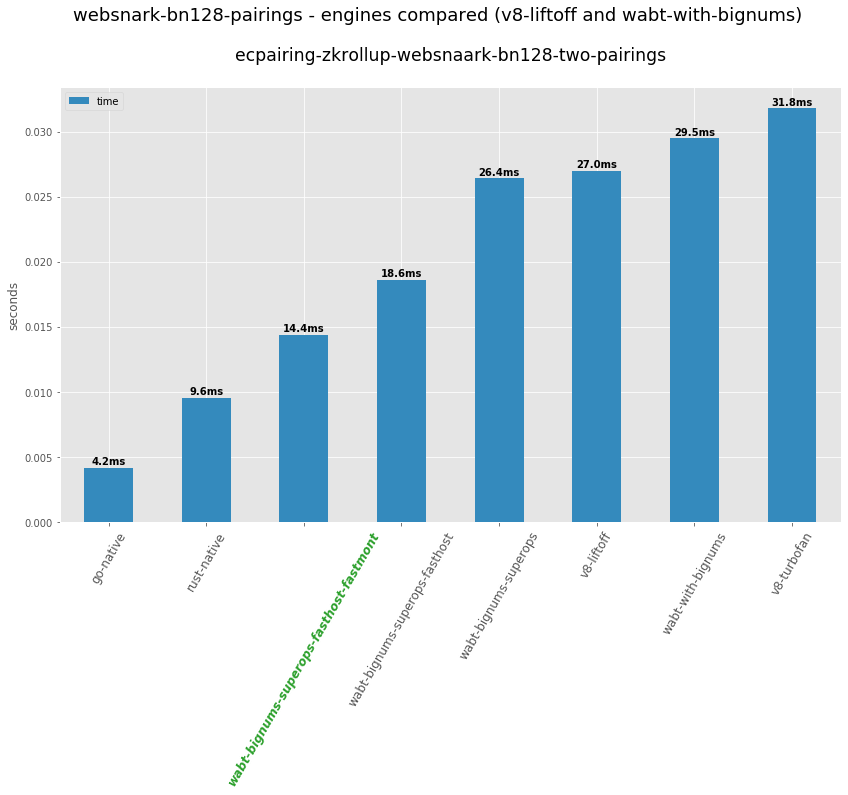 websnark-bn128-pairings - engines compared (v8-liftoff and wabt-with-bignums)
ecpairing-zkrollup-websnaark-bn128-two-pairings
time
seconds
0.030
0.025
0.020
0.015
0.010
0.005
0.000
4.2ms
9.6ms
14.4ms
18.6ms
26.4ms
27.0ms
29.5ms
31.8ms
go-native
rust-native
wabt-bignums-superops-fasthost-fastmont
wabt-bignums-superops-fasthost
wabt-bignums-superops
v8-liftoff
wabt-with-bignums
v8-turbofan